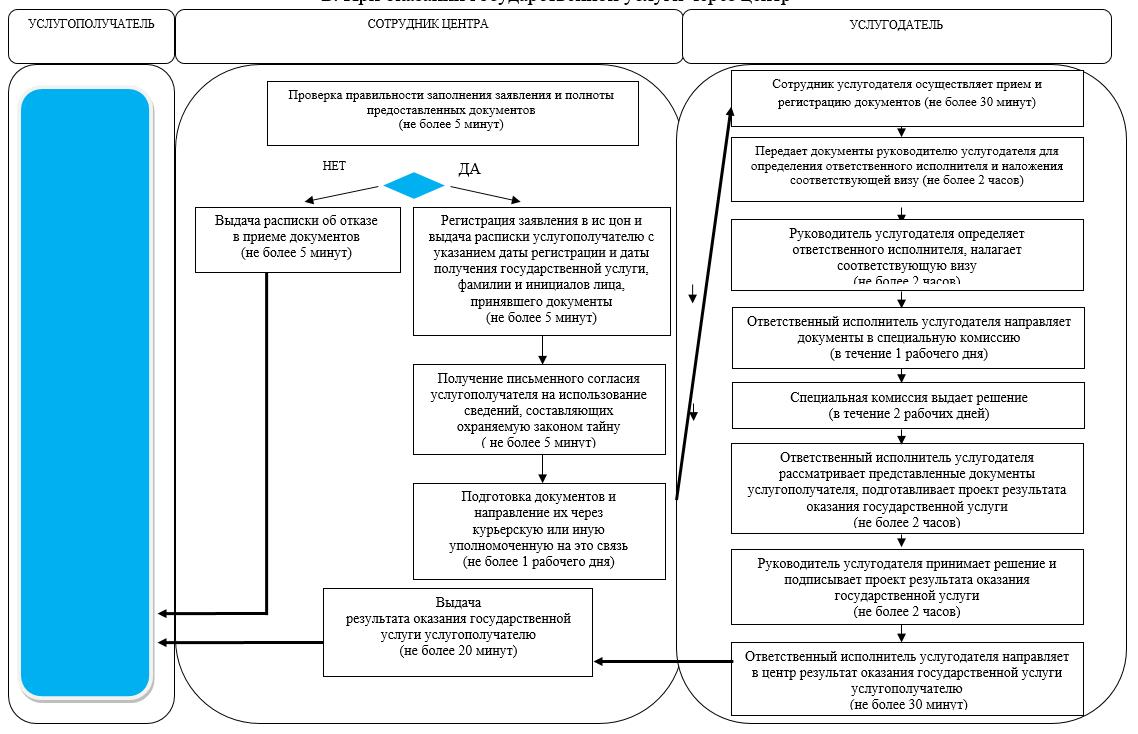 УСЛУГОПОЛУЧАТЕЛЬ
СОТРУДНИК ЦЕНТРА
УСЛУГОДАТЕЛЬ
Проверка правильности заполнения заявления и полноты
предоставленных документов
(не более 5 минут)
НЕТ
ДА
Выдача расписки об отказе
в приеме документов
(не более 5 минут)
Регистрация заявления в ис цон и
выдача расписки услугополучателю с
указанием даты регистрации и даты
получения государственной услуги,
фамилии и инициалов лица,
принявшего документы
(не более 5 минут)
Получение письменного согласия
услугополучателя на использование
сведений, составляющих
охраняемую законом тайну
( не более 5 минут)
Подготовка документов и
направление их через
курьерскую или иную
уполномоченную на это связь
(не более 1 рабочего дня)
Выдача
результата оказания государственной
услуги услугополучателю
(не более 20 минут)
Сотрудник услугодателя осуществляет прием и
регистрацию документов (не более 30 минут)
Передает документы руководителю услугодателя для
определения ответственного исполнителя и наложения
соответствующей визу (не более 2 часов)
Руководитель услугодателя определяет
ответственного исполнителя, налагает
соответствующую визу
(не более 2 часов)
Ответственный исполнитель услугодателя направляет
документы в специальную комиссию
(в течение 1 рабочего дня)
Специальная комиссия выдает решение
(в течение 2 рабочих дней)
Ответственный исполнитель услугодателя
рассматривает представленные документы
услугополучателя, подготавливает проект результата
оказания государственной услуги
(не более 2 часов)
Руководитель услугодателя принимает решение и
подписывает проект результата оказания
государственной услуги
(не более 2 часов)
Ответственный исполнитель услугодателя направляет
в центр результат оказания государственной услуги
услугополучателю
(не более 30 минут)